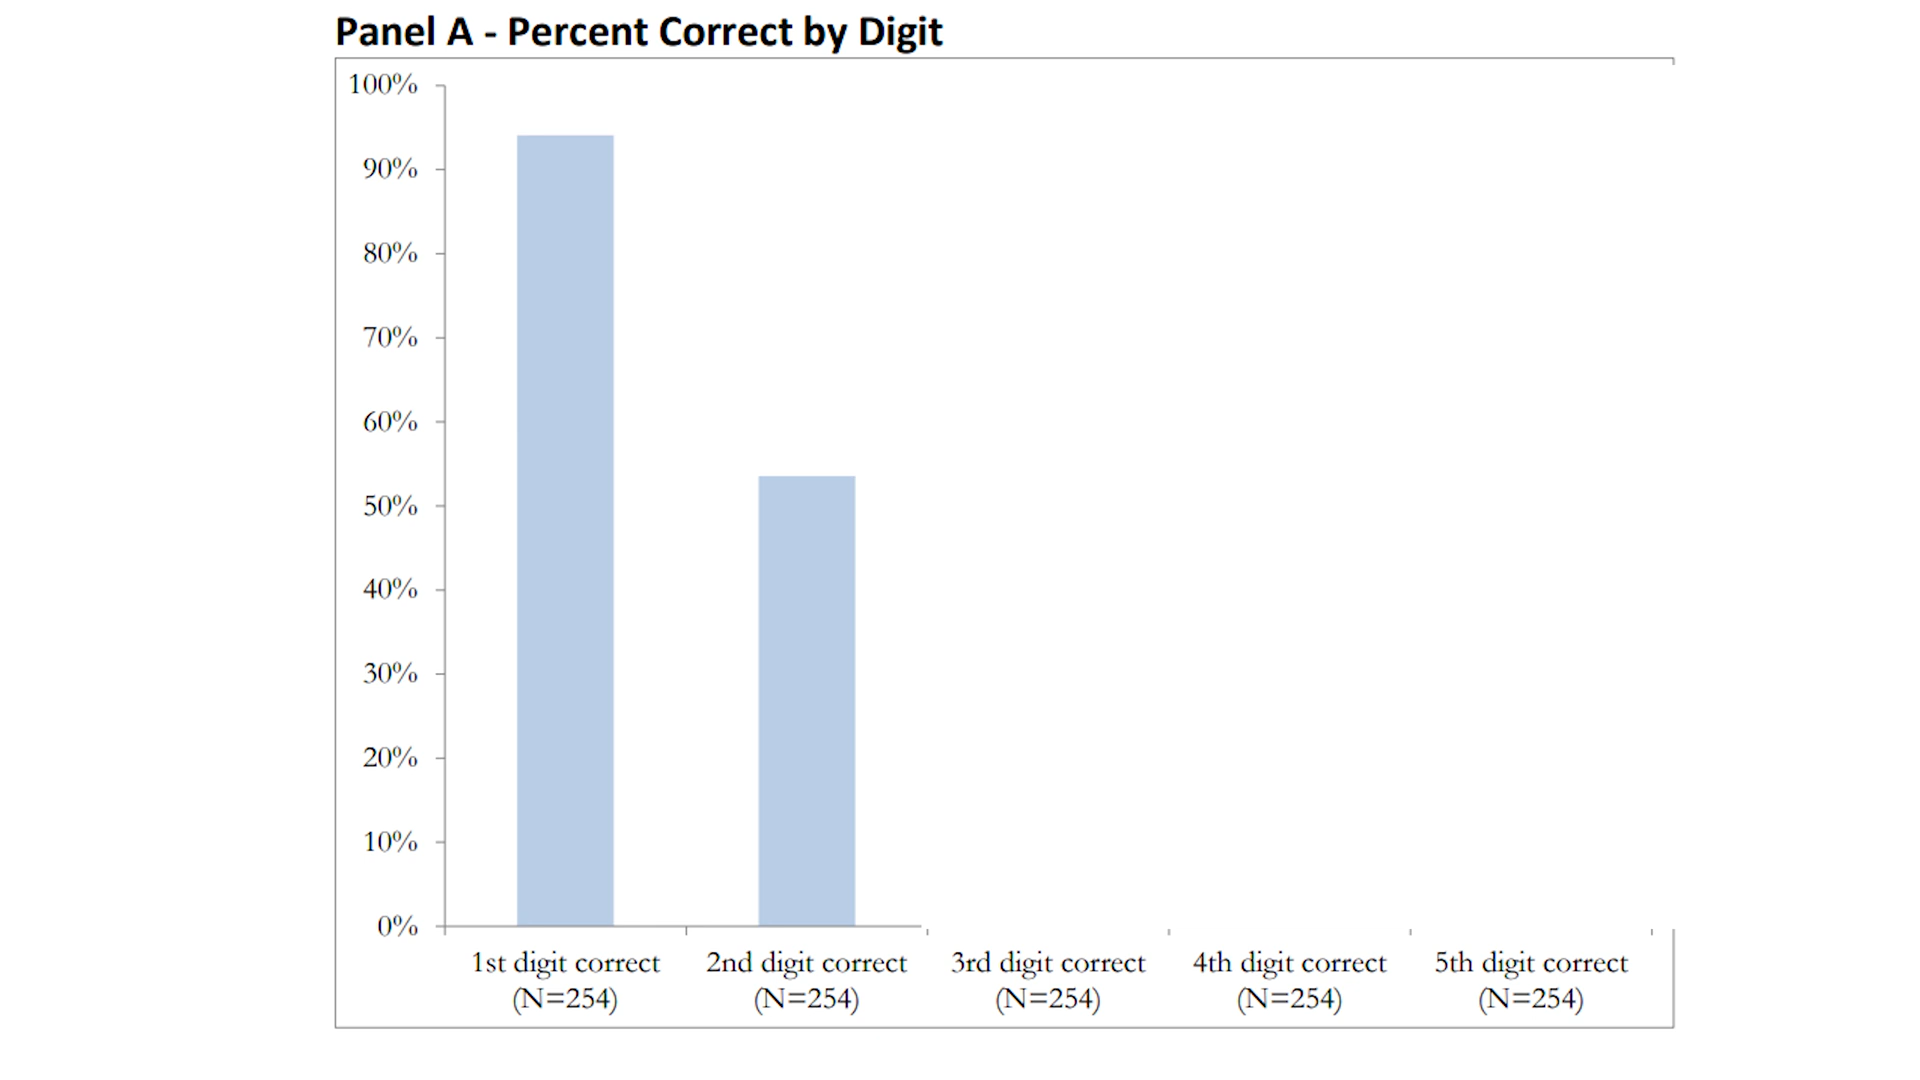 Panel A - Percent Correct by Digit
100%
90%
80%
70%
60%
50%
40%
30%
20%
10%
0%
1st digit correct
(N=254)
2nd digit correct
(N=254)
3rd digit correct
(N=254)
4th digit correct
(N=254)
5th digit correct
(N=254)